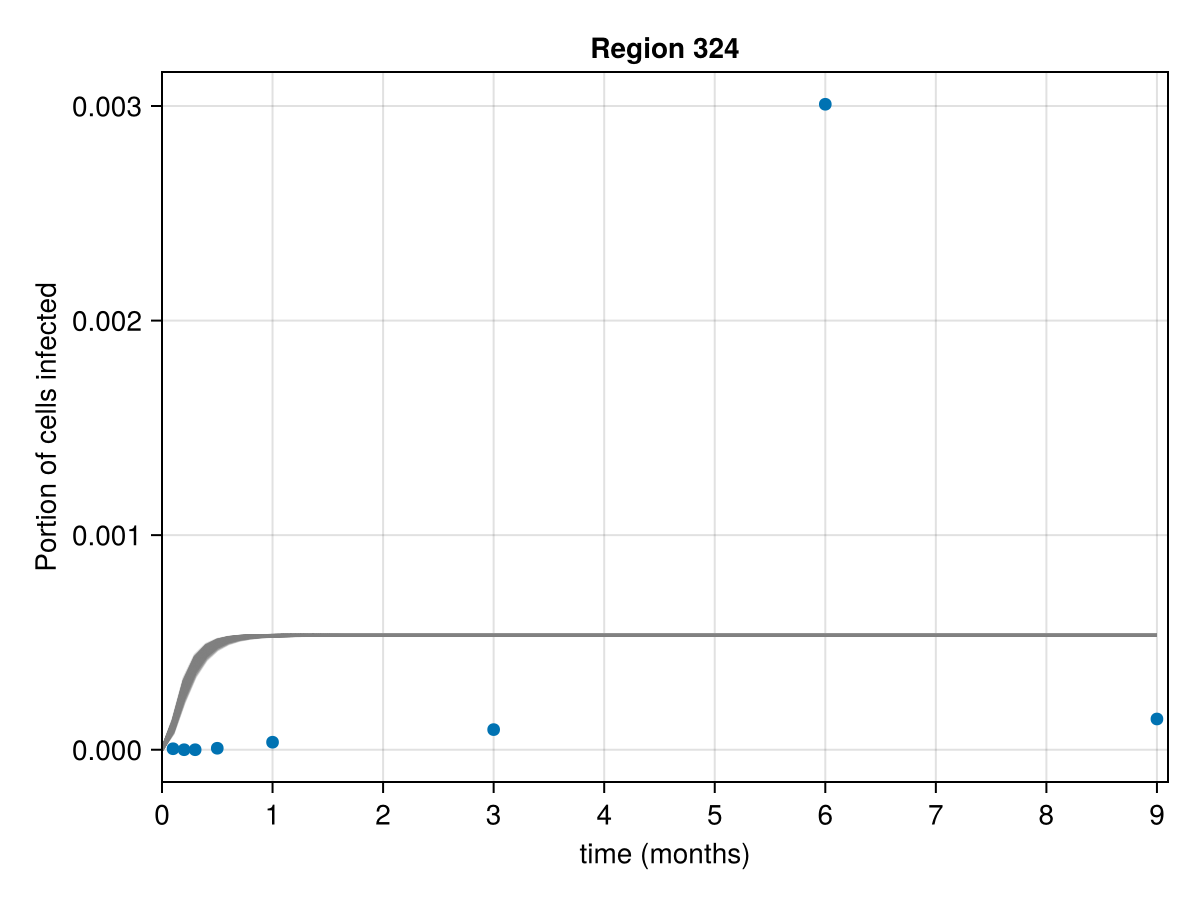 Region 324
Portion of cells infected
0.003
0.002
0.001
0.000
0 1 2 3 4 5 6 7 8 9
time (months)